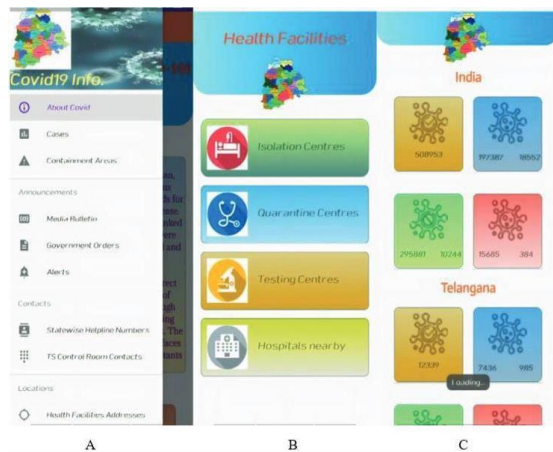 Covid19 Info.
About Covid
Cases
Containment Areas
Announcements
Media Bulletin
Government Orders
Alerts
Contacts
Statewise Helpline Numbers
TS Control Room Contacts
Locations
Health Facilities Addresses
A
Health Facilities
Isolation Centres
Quarantine Centres
Testing Centres
Hospitals nearby
B
India
508953
197387 18552
295881 10244
15685 384
Telangana
12339
7436 985
Loading..
C